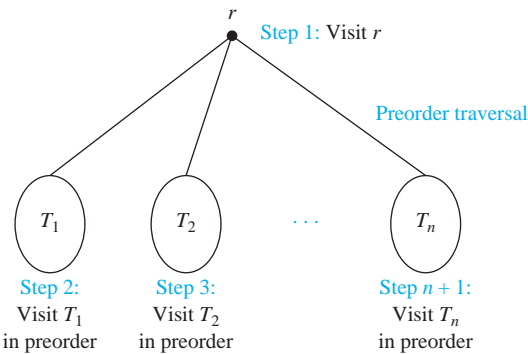 r
Step 1: Visit r
Preorder traversal
T1
T2
. . .
Tn
Step 2:
Visit T1
in preorder
Step 3:
Visit T2
in preorder
Step n + 1:
Visit Tn
in preorder